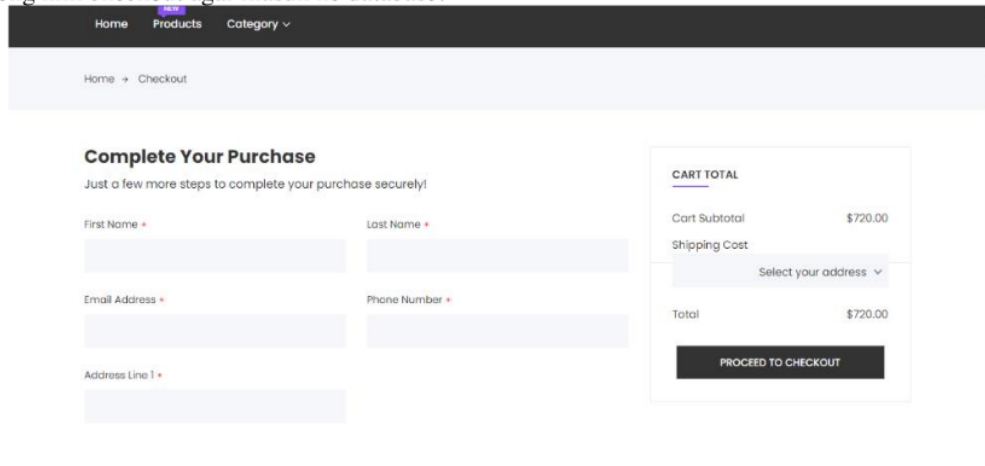 NEW
Home Products Category
Home → Checkout
Complete Your Purchase
Just a few more steps to complete your purchase securely!
First Name *
Last Name *
Email Address *
Phone Number *
Address Line 1 *
CART TOTAL
Cart Subtotal $720.00
Shipping Cost
Select your address
Total $720.00
PROCEED TO CHECKOUT